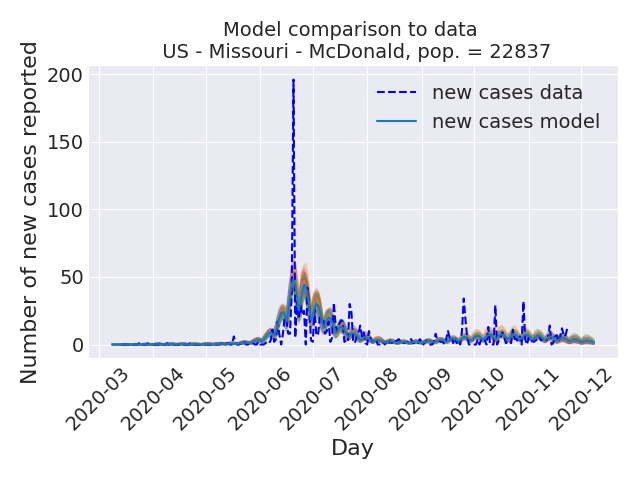 Model comparison to data
US - Missouri - McDonald, pop. = 22837
Number of new cases reported
200
150
100
50
0
new cases data
new cases model
2020-03
2020-04
2020-05
2020-06
2020-07
2020-08
2020-09
2020-10
2020-11
2020-12
Day